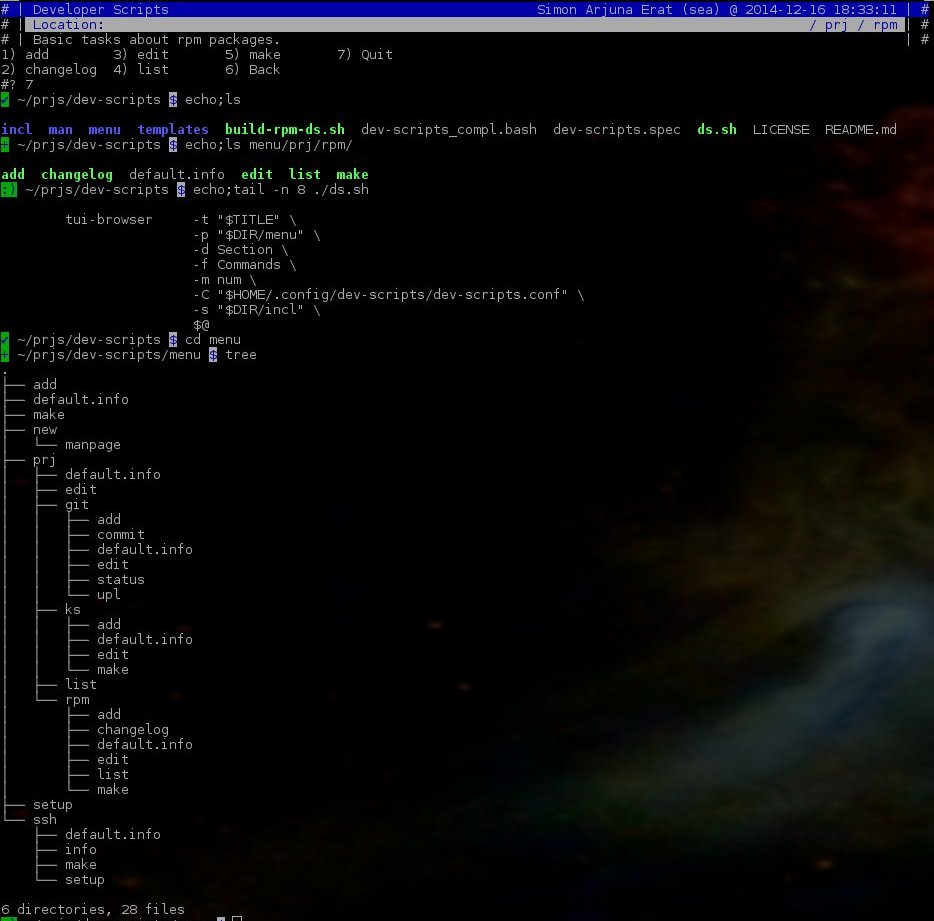 # | Developer Scripts Simon Arjuna Erat (sea) @ 2014-12-16 18:33:11 | #
# | Location: / prj / rpm | #
# | Basic tasks about rpm packages. | #
1) add 3) edit 5) make 7) Quit
2) changelog 4) list 6) Back
#? 7
✔ ~/prjs/dev-scripts $ echo;ls

incl man menu templates build-rpm-ds.sh dev-scripts_compl.bash dev-scripts.spec ds.sh LICENSE README.md
+ ~/prjs/dev-scripts $ echo;ls menu/prj/rpm/

add changelog default.info edit list make
:) ~/prjs/dev-scripts $ echo;tail -n 8 ./ds.sh

tui-browser -t "$TITLE" \
-p "$DIR/menu" \
-d Section \
-f Commands \
-m num \
-C "$HOME/.config/dev-scripts/dev-scripts.conf" \
-s "$DIR/incl" \
$@
✔ ~/prjs/dev-scripts $ cd menu
+ ~/prjs/dev-scripts/menu $ tree
.
├── add
├── default.info
├── make
├── new
│   └── manpage
├── prj
│   ├── default.info
│   ├── edit
│   ├── git
│   │   ├── add
│   │   ├── commit
│   │   ├── default.info
│   │   ├── edit
│   │   ├── status
│   │   └── upl
│   ├── ks
│   │   ├── add
│   │   ├── default.info
│   │   ├── edit
│   │   └── make
│   ├── list
│   └── rpm
│       ├── add
│       ├── changelog
│       ├── default.info
│       ├── edit
│       ├── list
│       └── make
├── setup
└── ssh
    ├── default.info
    ├── info
    ├── make
    └── setup

6 directories, 28 files